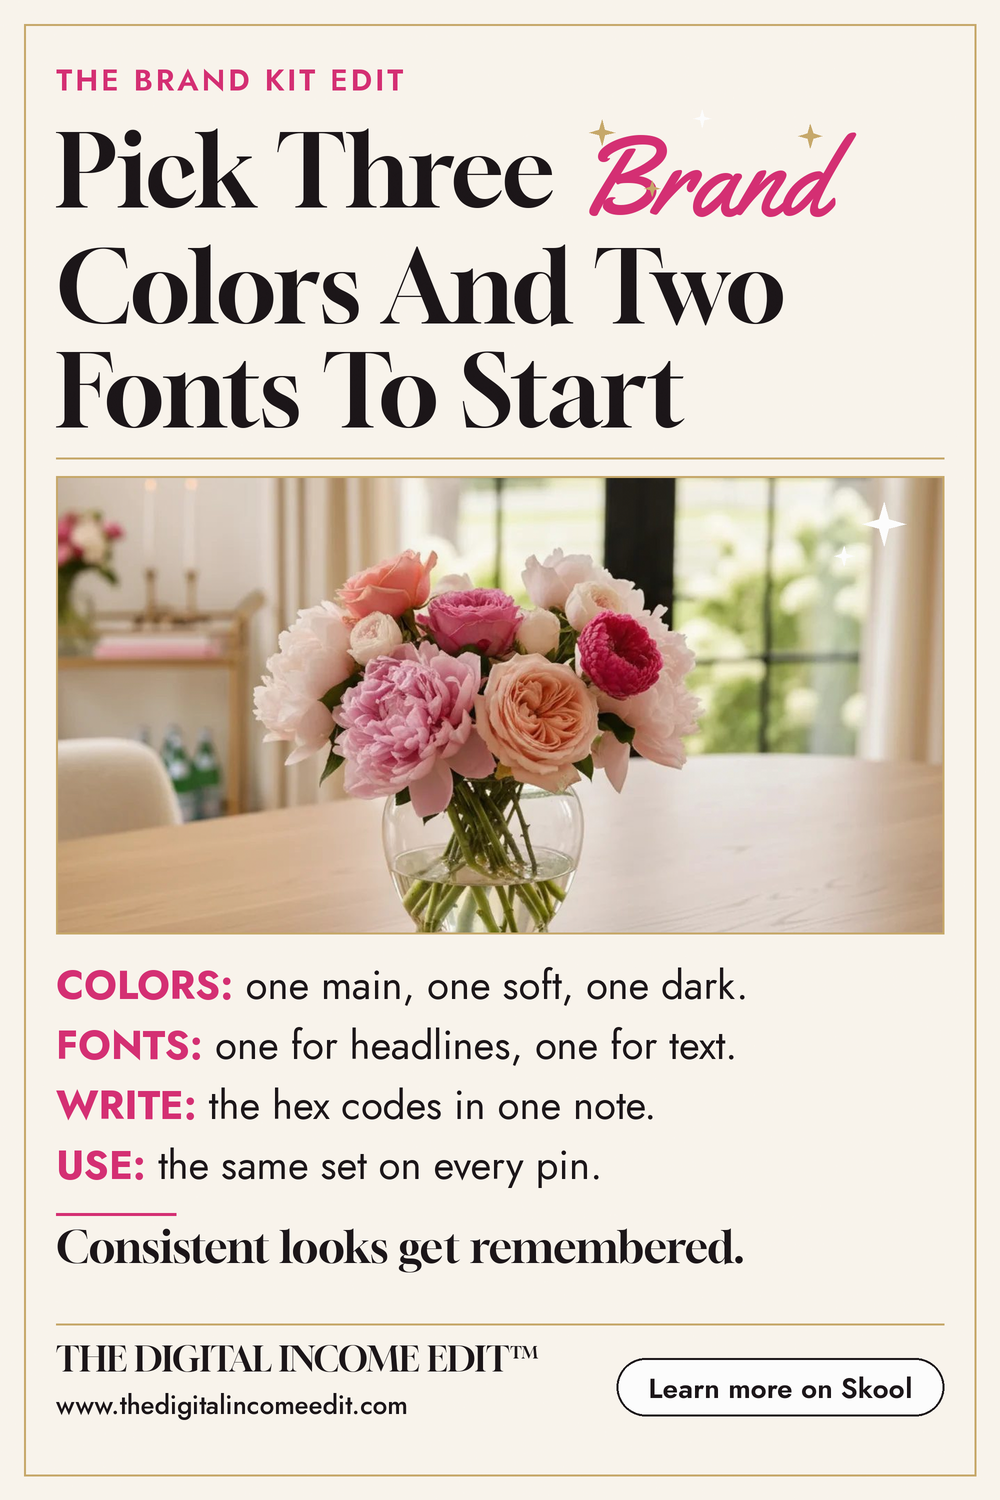 THE BRAND KIT EDIT
Pick Three Brand
Colors And Two
Fonts To Start
COLORS: one main, one soft, one dark.
FONTS: one for headlines, one for text.
WRITE: the hex codes in one note.
USE: the same set on every pin.
Consistent looks get remembered.
THE DIGITAL INCOME EDIT™
www.thedigitalincomeedit.com
Learn more on Skool